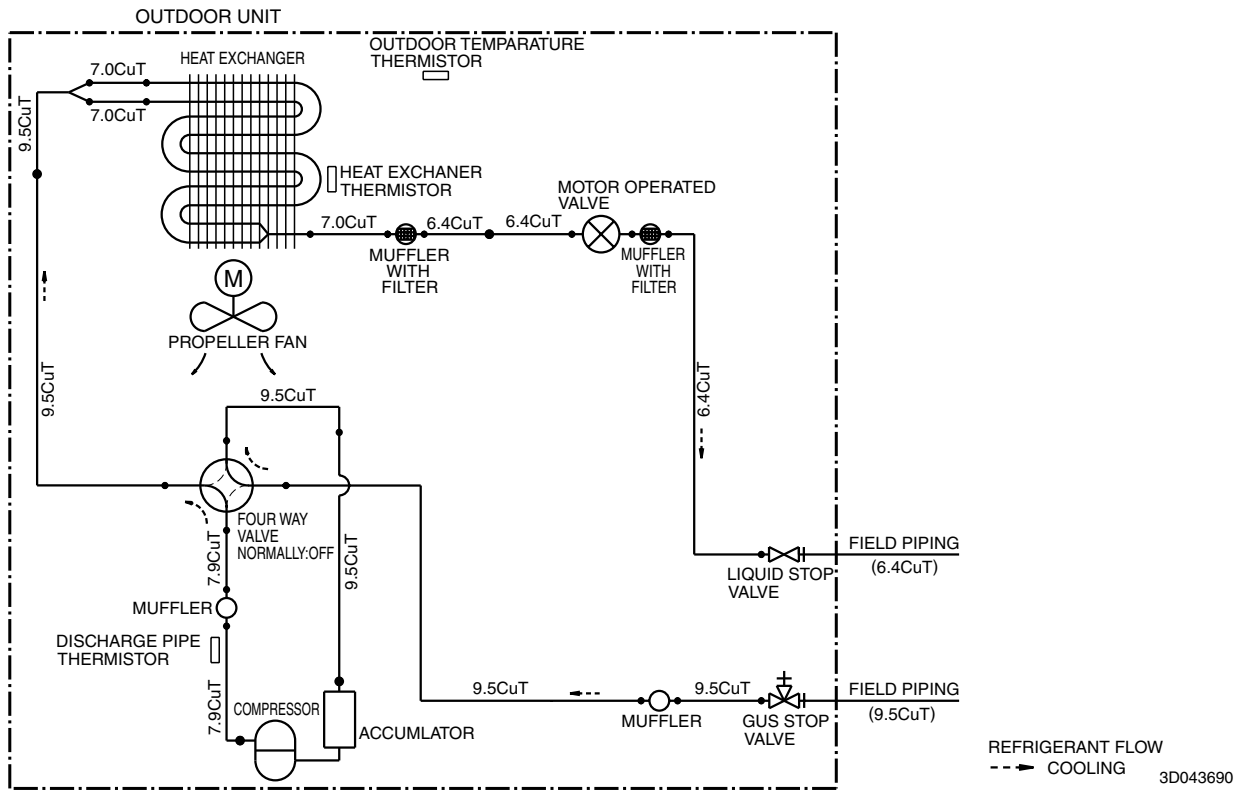 OUTDOOR UNIT
OUTDOOR TEMPARATURE
THERMISTOR
HEAT EXCHANGER
7.0CuT
7.0CuT
9.5CuT
HEAT EXCHANER
THERMISTOR
MOTOR OPERATED
VALVE
7.0CuT
6.4CuT
6.4CuT
MUFFLER
WITH
FILTER
MUFFLER
WITH
FILTER
M
PROPELLER FAN
9.5CuT
9.5CuT
6.4CuT
FOUR WAY
VALVE
NORMALLY:OFF
7.9CuT
9.5CuT
FIELD PIPING
(6.4CuT)
LIQUID STOP
VALVE
MUFFLER
DISCHARGE PIPE
THERMISTOR
7.9CuT
COMPRESSOR
ACCUMLATOR
9.5CuT
9.5CuT
MUFFLER
GUS STOP
VALVE
FIELD PIPING
(9.5CuT)
REFRIGERANT FLOW
COOLING
3D043690